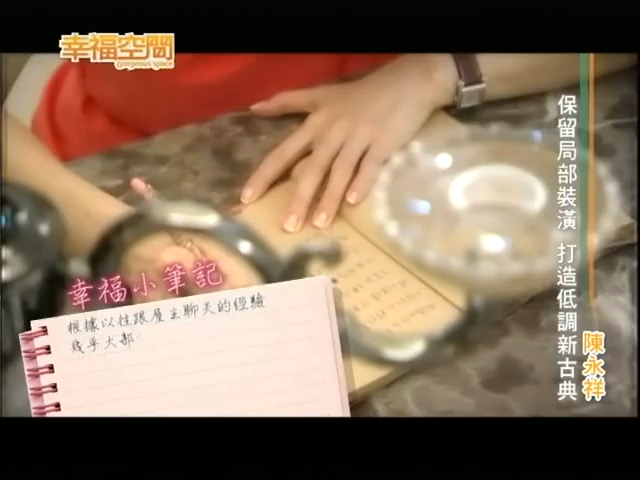 幸福空間
gorgeous space
保留局部裝潢 打造低調新古典
陳永祥
幸福小筆記
根據以往跟屋主聊天的經驗
幾乎大部